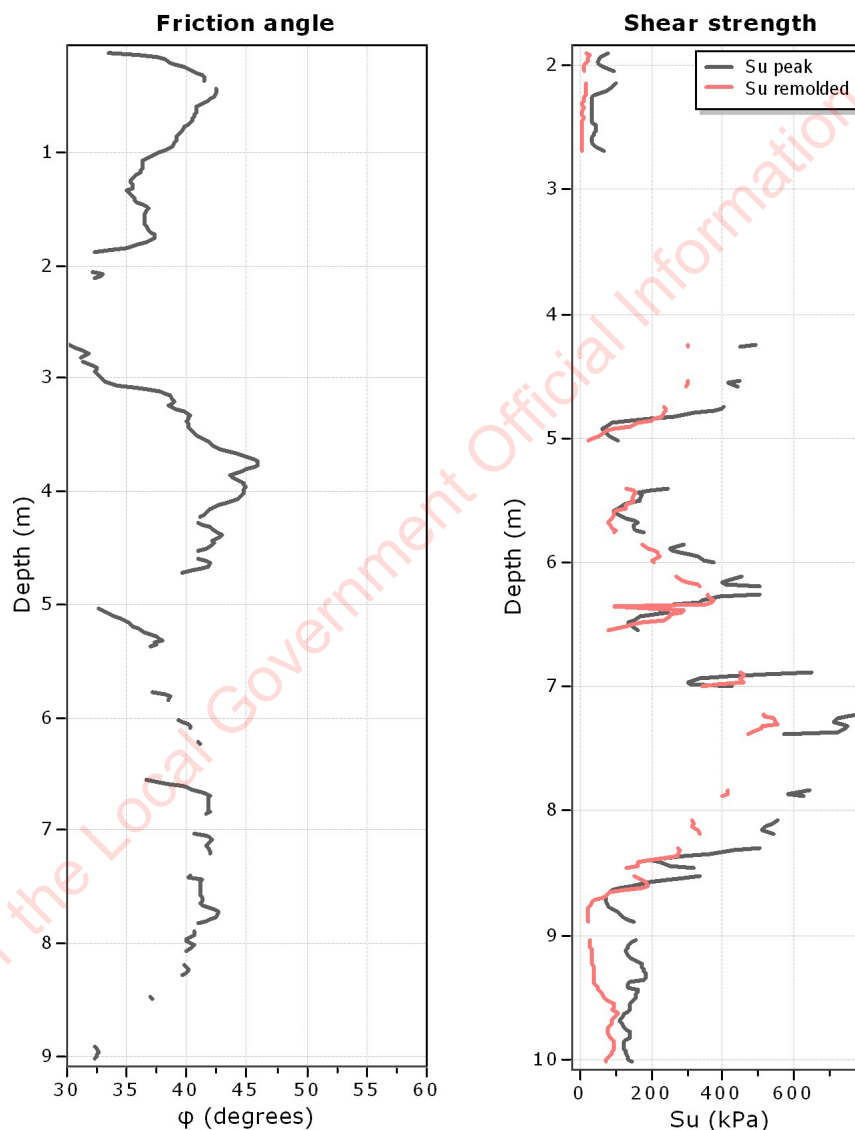 Friction angle
1
2
3
4
5
6
7
8
9
Depth (m)
30 35 40 45 50 55 60
φ (degrees)
Shear strength
Su peak
Su remolded
2
3
4
5
6
7
8
9
10
Depth (m)
0 200 400 600
Su (kPa)
the Local Government Official Information